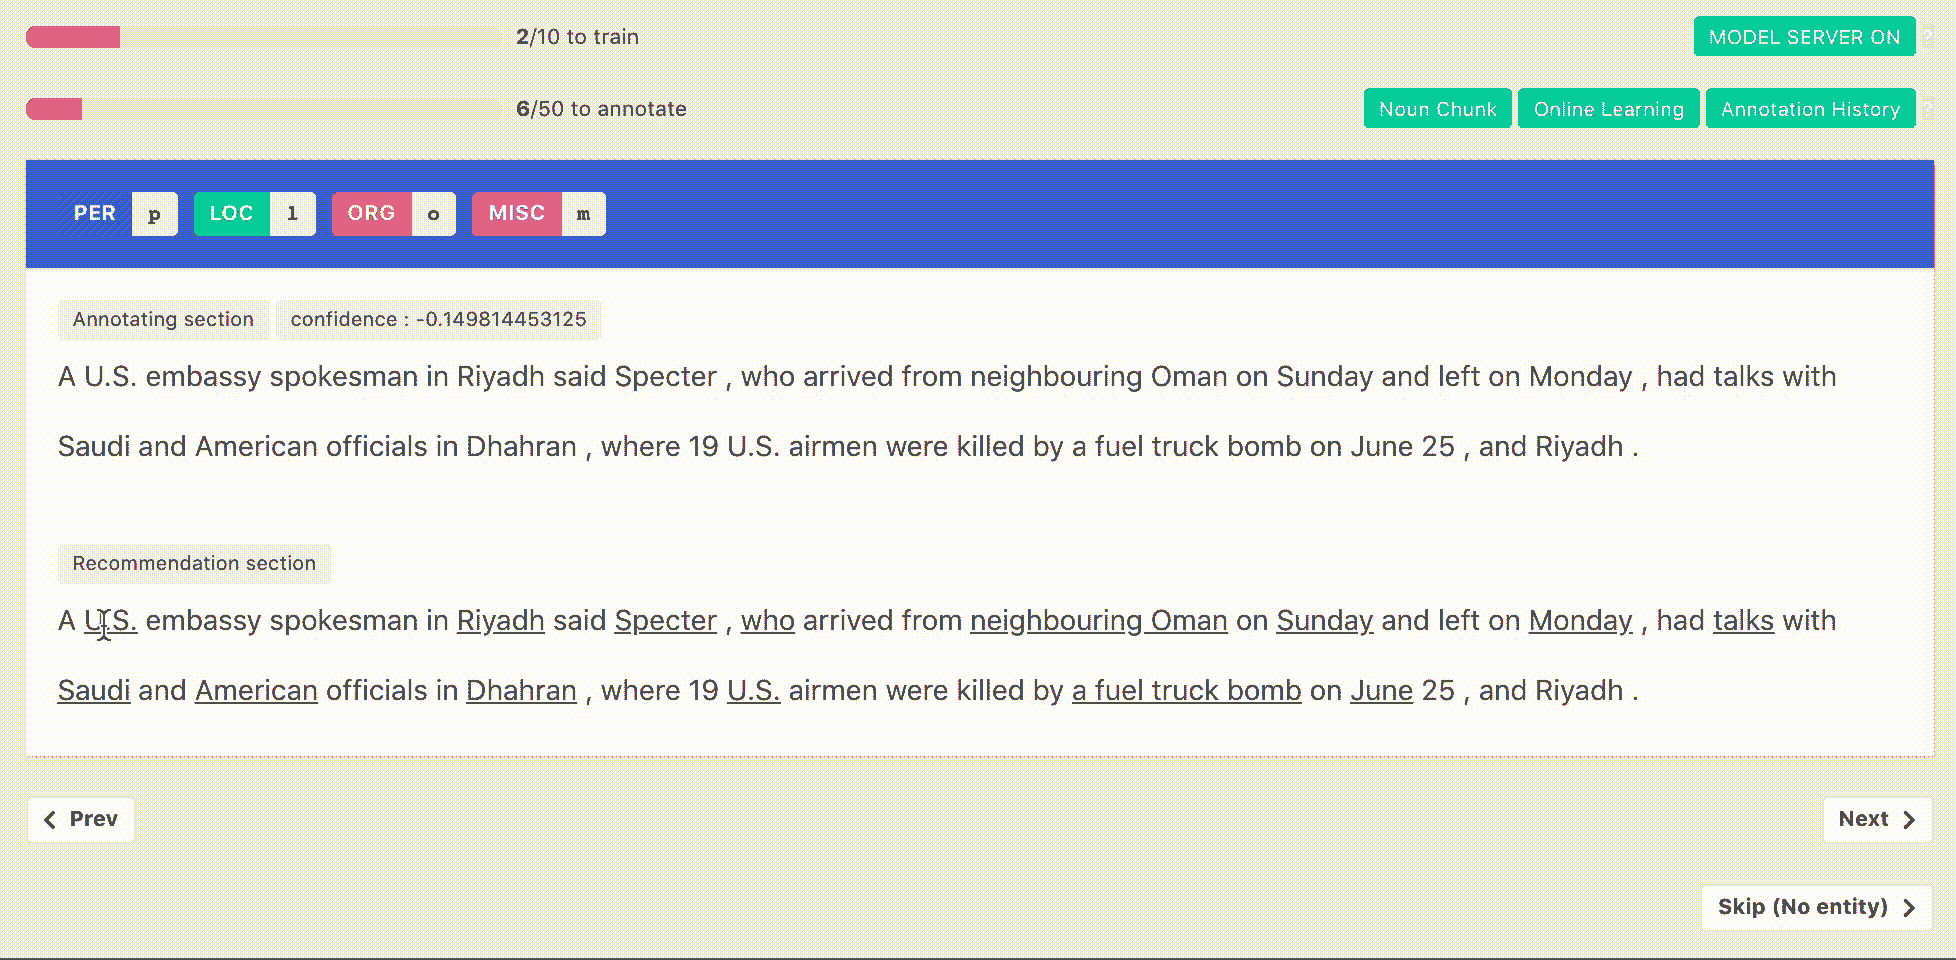 2/10 to train
MODEL SERVER ON ?
6/50 to annotate
Noun Chunk Online Learning Annotation History ?
PER p LOC l ORG o MISC m
Annotating section confidence : -0.149814453125
A U.S. embassy spokesman in Riyadh said Specter , who arrived from neighbouring Oman on Sunday and left on Monday , had talks with
Saudi and American officials in Dhahran , where 19 U.S. airmen were killed by a fuel truck bomb on June 25 , and Riyadh .
Recommendation section
A U.S. embassy spokesman in Riyadh said Specter , who arrived from neighbouring Oman on Sunday and left on Monday , had talks with
Saudi and American officials in Dhahran , where 19 U.S. airmen were killed by a fuel truck bomb on June 25 , and Riyadh .
Prev
Next
Skip (No entity)